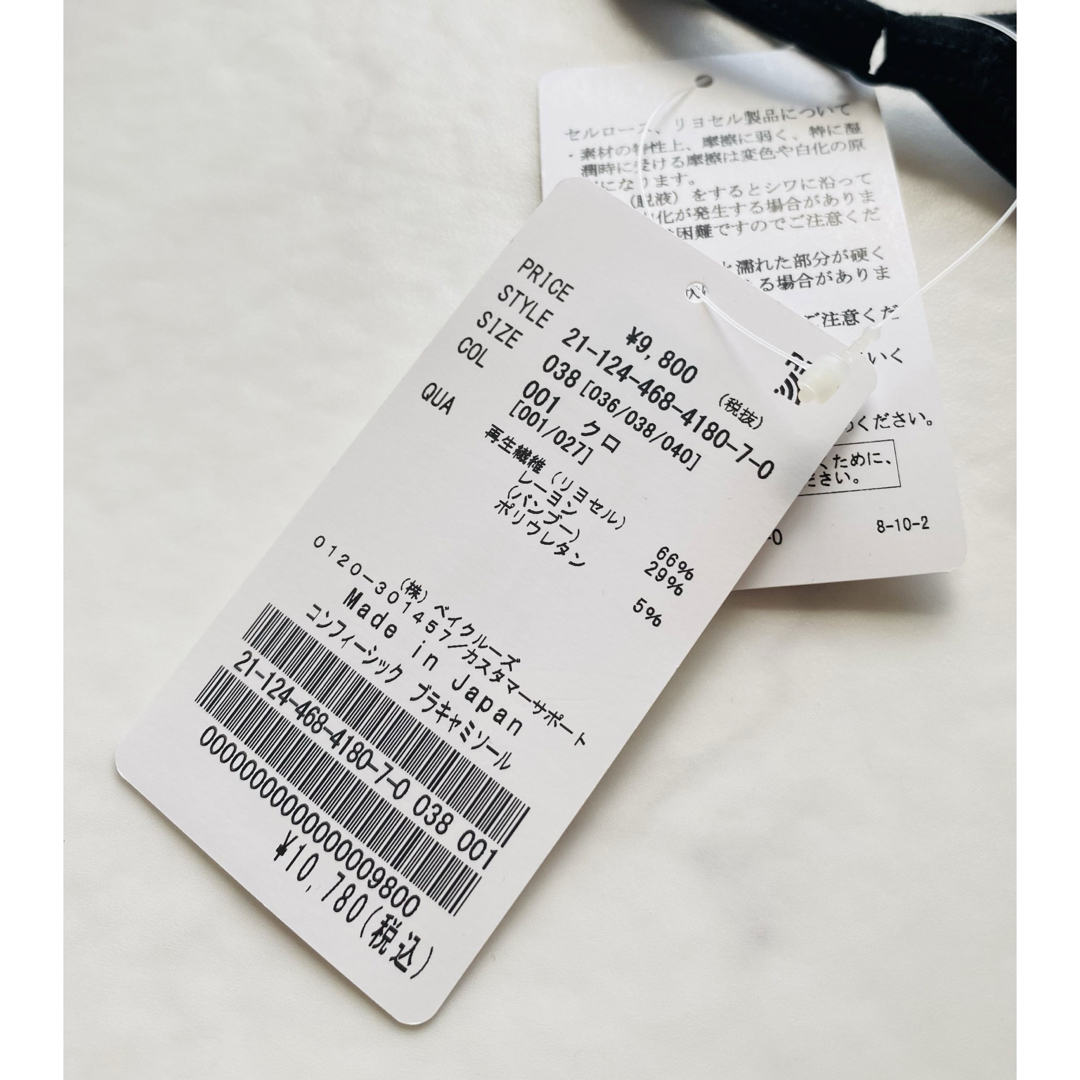 PRICE ¥9,800 (税抜)
STYLE 21-124-468-4180-7-0
SIZE 038 [036/038/040]
COL 001 クロ
[001/027]
QUA 再生繊維(リヨセル) 66%
レーヨン 29%
(バンブー)
ポリウレタン 5%
(株)ベイクルーズ
0120-301457/カスタマーサポート
Made in Japan
コンフィーシック ブラキャミソール
21-124-468-4180-7-0 038 001
¥10,780(税込)
セルロース、リヨセル製品について
・素材の特性上、摩擦に弱く、特に湿
潤時に受ける摩擦は変色や白化の原
になります。
(脱液)をするとシワに沿って
化が発生する場合がありま
困難ですのでご注意くだ
濡れた部分が硬く
る場合がありま
ご注意くだ
いく
ください。
ために、
さい。
8-10-2